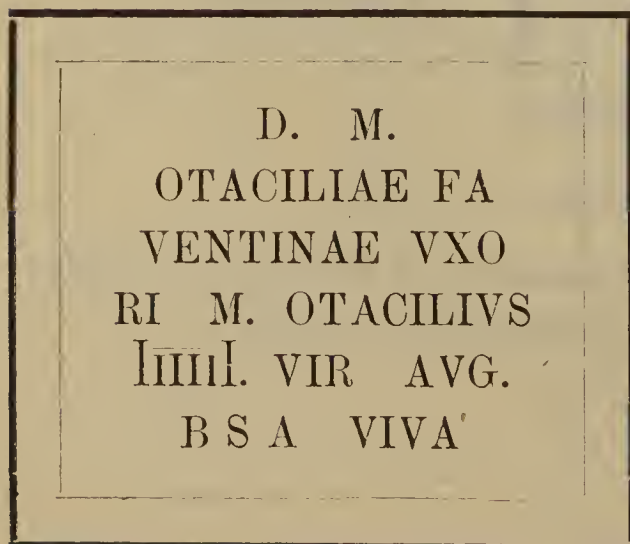 D. M.
OTACILIAE FA
VENTINAE VXO
RI M. OTACILIVS
IIIIII. VIR AVG.
B S A VIVA